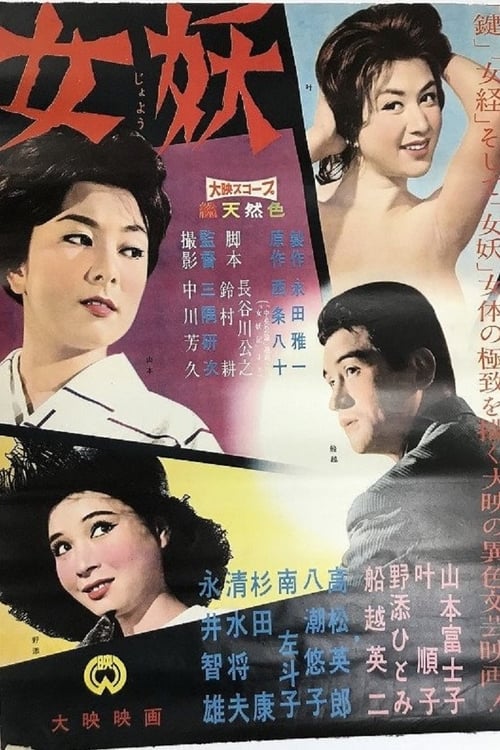 「鍵」「女経」そして「女妖」女体の極致を描く大映の異色文芸映画!
女妖
じょよう
叶
大映スコープ
総天然色
製作 永田雅一
原作 西条八十
脚本 長谷川公之
鈴村 耕
監督 三隅研次
撮影 中川芳久
山本
船越
野添
山本富士子
叶 順子
野添ひとみ
船越英二
高松英郎
八潮悠子
南左斗子
杉田 康
清水将夫
永井智雄
映
大映映画